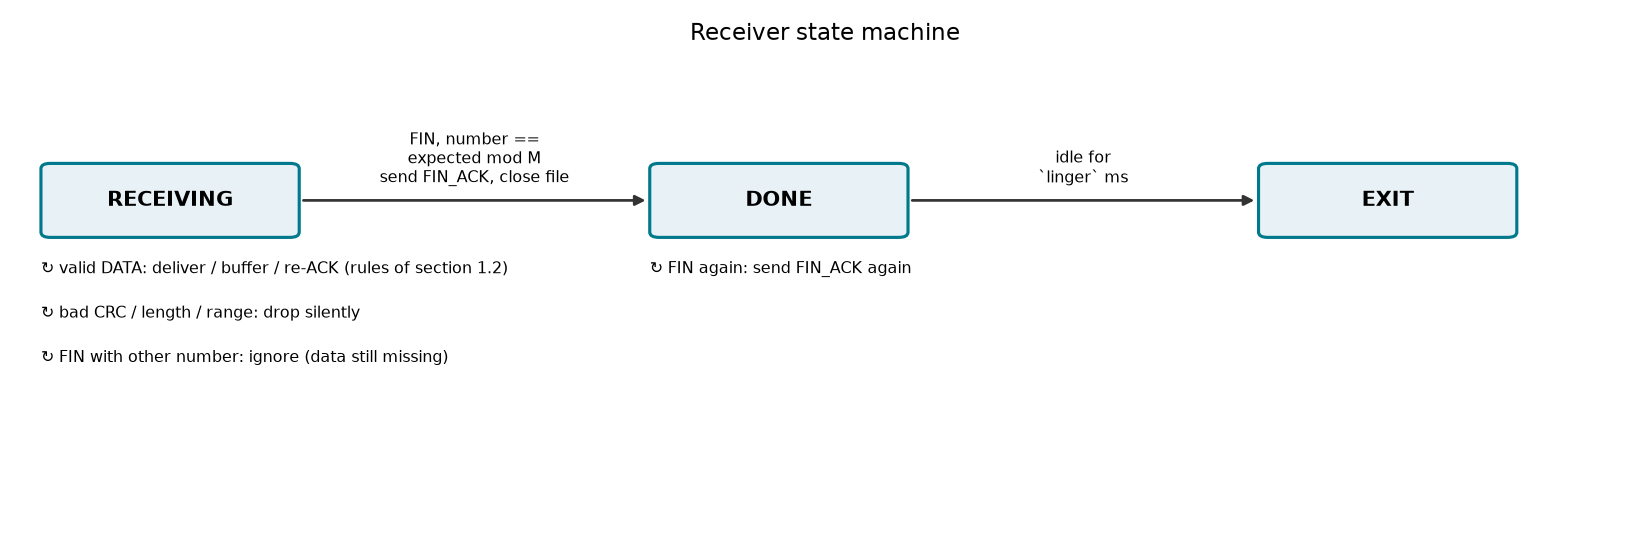 Receiver state machine
FIN, number ==
expected mod M
send FIN_ACK, close file
idle for
`linger` ms
RECEIVING
DONE
EXIT
↻ valid DATA: deliver / buffer / re-ACK (rules of section 1.2)
↻ FIN again: send FIN_ACK again
↻ bad CRC / length / range: drop silently
↻ FIN with other number: ignore (data still missing)